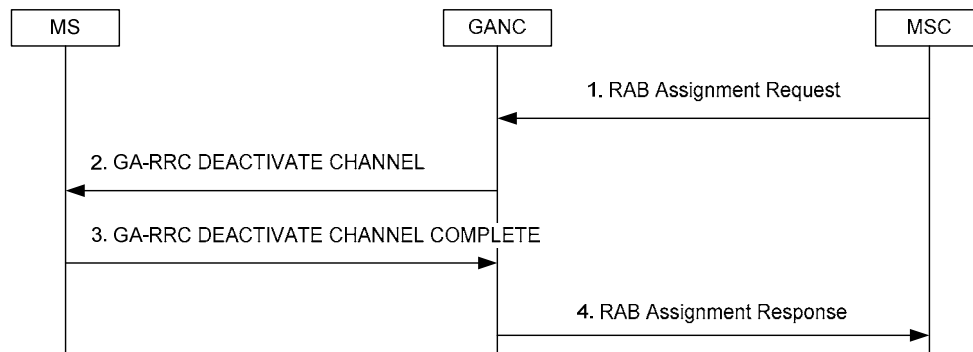 MS
GANC
MSC
1. RAB Assignment Request
2. GA-RRC DEACTIVATE CHANNEL
3. GA-RRC DEACTIVATE CHANNEL COMPLETE
4. RAB Assignment Response